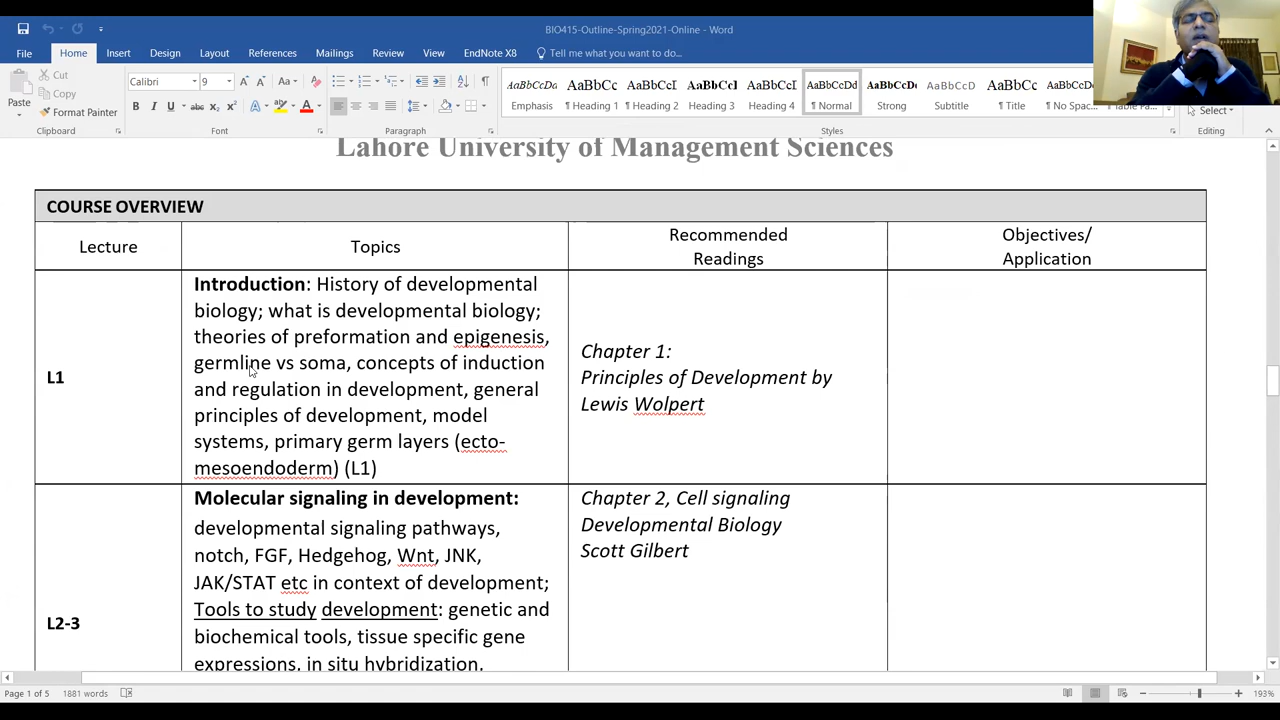 BIO415-Outline-Spring2021-Online - Word
File Home Insert Design Layout References Mailings Review View EndNote X8 Tell me what you want to do...
Paste
Cut
Copy
Format Painter
Clipboard
Calibri 9
Font
Paragraph
AaBbCcDd AaBbCc AaBbCcI AaBbCcI AaBbCcI AaBbCcDd AaBbCcDc AaBbCcDd AaBbCc AaBbCcDd
Emphasis ¶ Heading 1 ¶ Heading 2 Heading 3 Heading 4 ¶ Normal Strong Subtitle ¶ Title ¶ No Spac...
Styles
Select
Editing
Lahore University of Management Sciences
COURSE OVERVIEW
Lecture
Topics
Recommended
Readings
Objectives/
Application
L1
Introduction: History of developmental
biology; what is developmental biology;
theories of preformation and epigenesis,
germline vs soma, concepts of induction
and regulation in development, general
principles of development, model
systems, primary germ layers (ecto-
mesoendoderm) (L1)
Chapter 1:
Principles of Development by
Lewis Wolpert
L2-3
Molecular signaling in development:
developmental signaling pathways,
notch, FGF, Hedgehog, Wnt, JNK,
JAK/STAT etc in context of development;
Tools to study development: genetic and
biochemical tools, tissue specific gene
expressions, in situ hybridization,
Chapter 2, Cell signaling
Developmental Biology
Scott Gilbert
Page 1 of 5 1881 words
193%